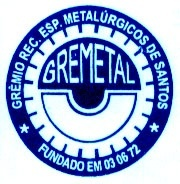 GRÊMIO REC. ESP. METALÚRGICOS DE SANTOS
GREMETAL
FUNDADO EM 03 06 72